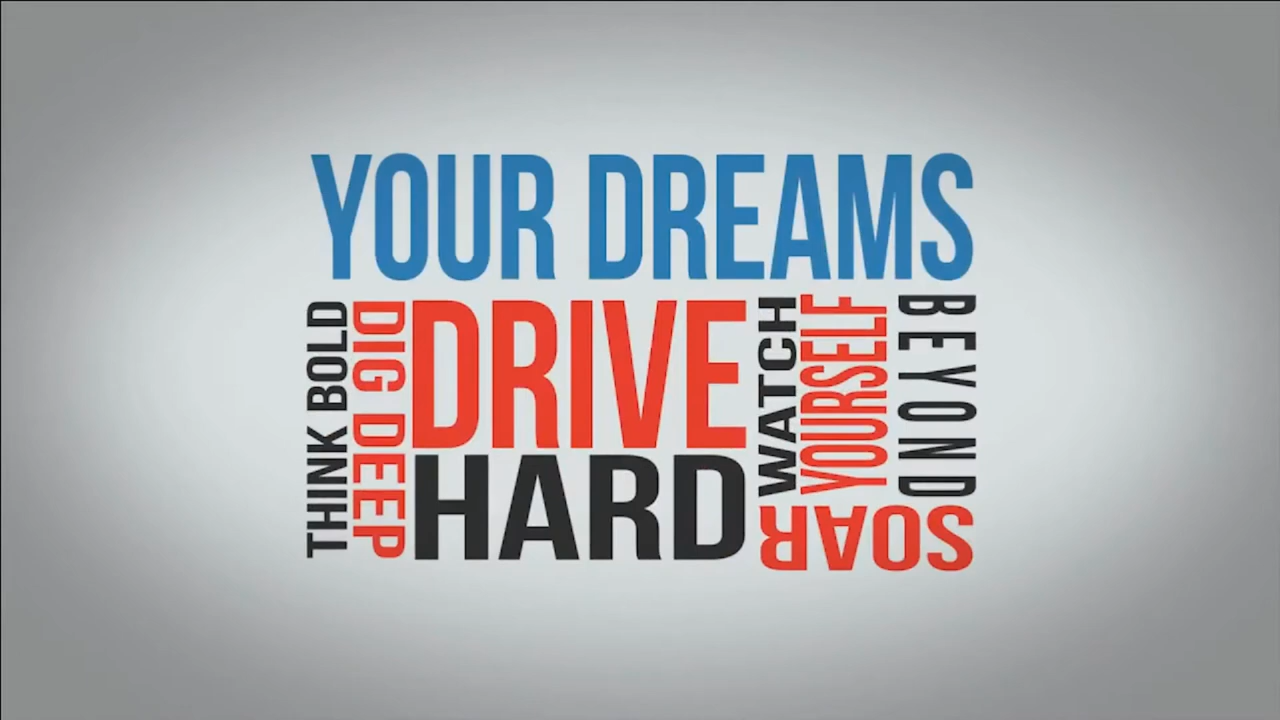 YOUR DREAMS
THINK BOLD
DIG DEEP
DRIVE
HARD
WATCH
YOURSELF
SOAR
BEYOND